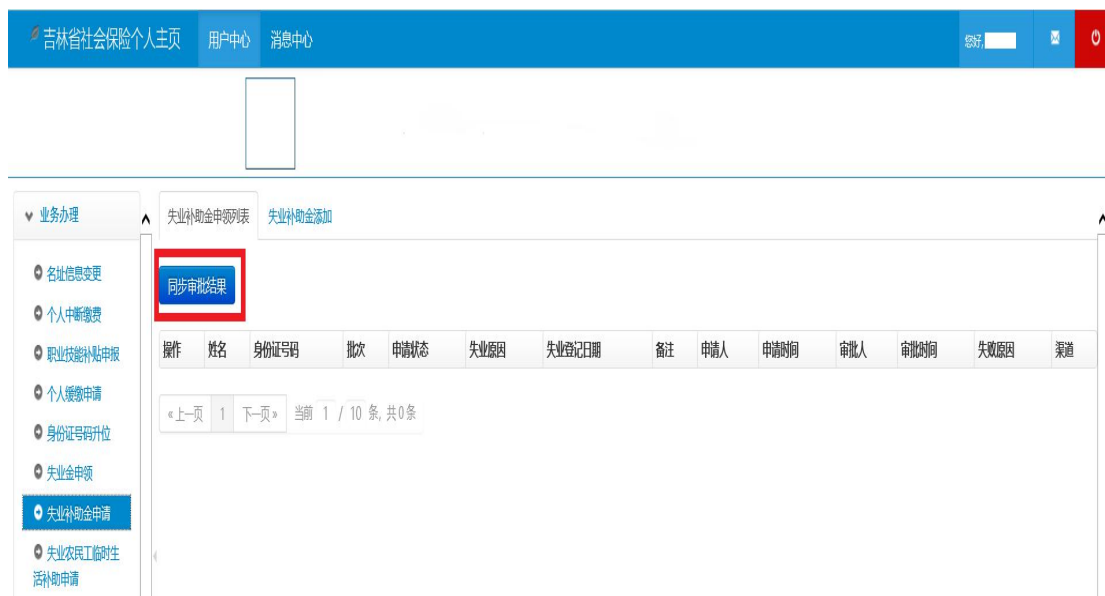 吉林省社会保险个人主页 用户中心 消息中心 您好,
业务办理
失业补助金申领列表 失业补助金添加
名址信息变更
个人中断缴费
职业技能补贴申报
个人缓缴申请
身份证号码升位
失业金申领
失业补助金申请
失业农民工临时生
活补助申请
同步审批结果
操作 姓名 身份证号码 批次 申请状态 失业原因 失业登记日期 备注 申请人 申请时间 审批人 审批时间 失败原因 渠道
«上一页 1 下一页» 当前 1 / 10 条, 共0条